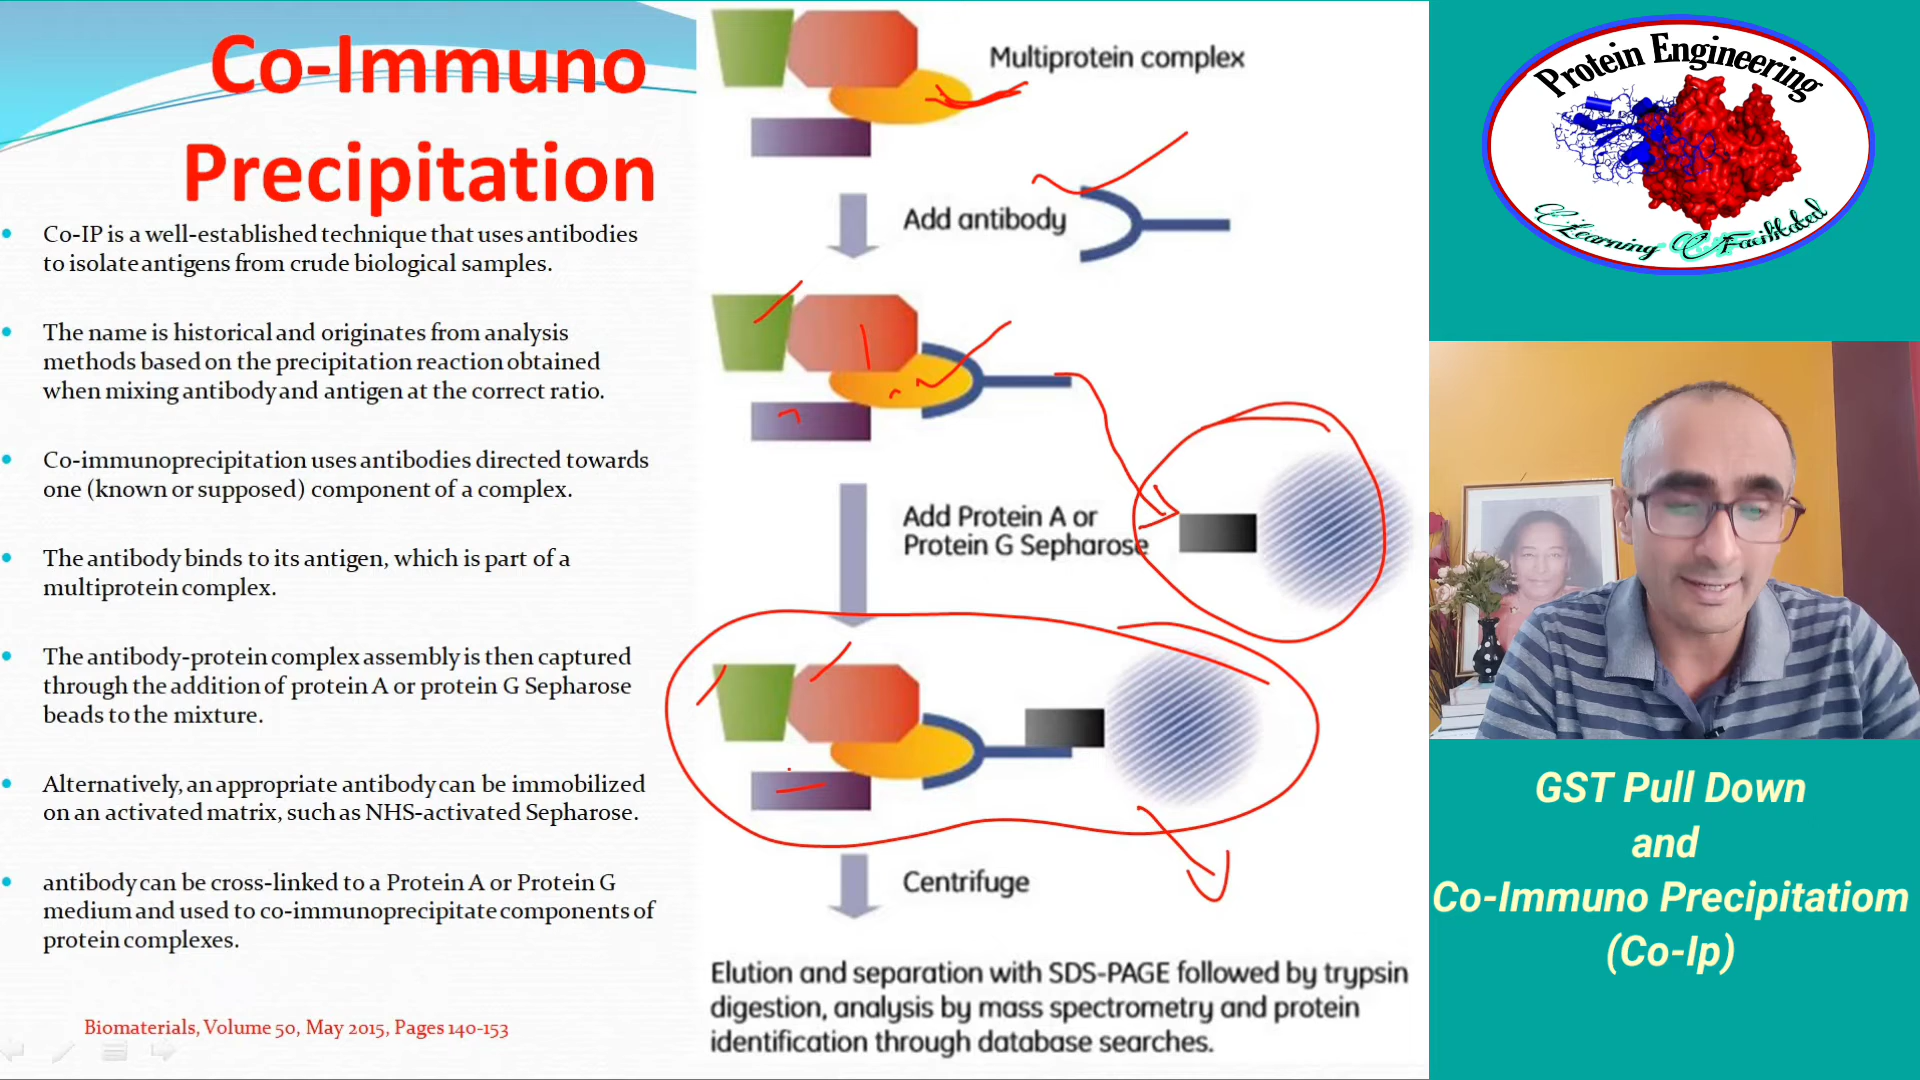 Co-Immuno
Precipitation
Co-IP is a well-established technique that uses antibodies
to isolate antigens from crude biological samples.
The name is historical and originates from analysis
methods based on the precipitation reaction obtained
when mixing antibody and antigen at the correct ratio.
Co-immunoprecipitation uses antibodies directed towards
one (known or supposed) component of a complex.
The antibody binds to its antigen, which is part of a
multiprotein complex.
The antibody-protein complex assembly is then captured
through the addition of protein A or protein G Sepharose
beads to the mixture.
Alternatively, an appropriate antibody can be immobilized
on an activated matrix, such as NHS-activated Sepharose.
antibody can be cross-linked to a Protein A or Protein G
medium and used to co-immunoprecipitate components of
protein complexes.
Biomaterials, Volume 50, May 2015, Pages 140-153
Multiprotein complex
Add antibody
Add Protein A or
Protein G Sepharose
Centrifuge
Elution and separation with SDS-PAGE followed by trypsin
digestion, analysis by mass spectrometry and protein
identification through database searches.
Protein Engineering
Learning Facilitated
GST Pull Down
and
Co-Immuno Precipitatiom
(Co-Ip)